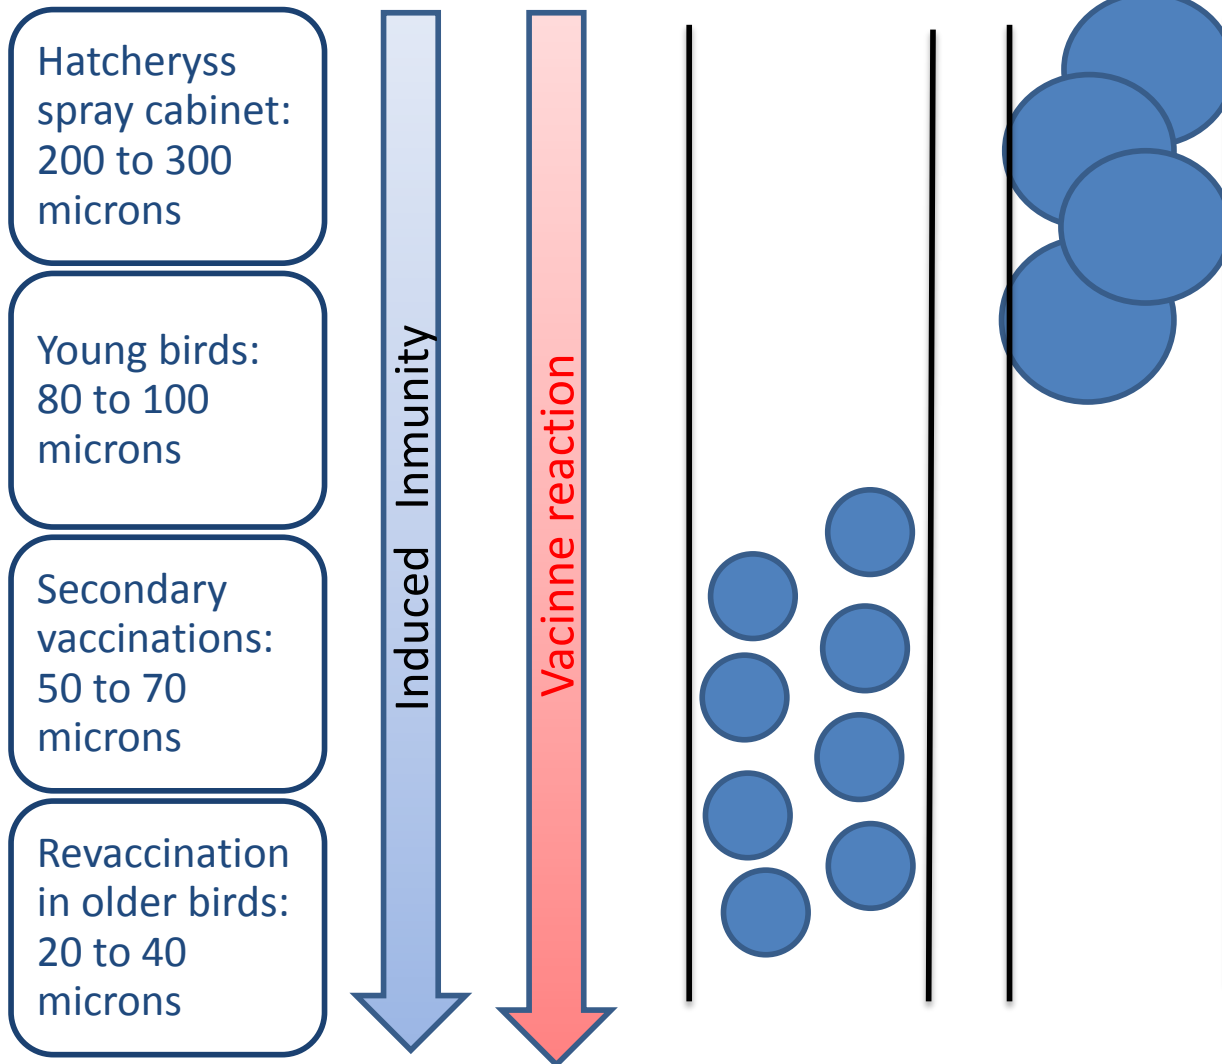 Hatcheryss
spray cabinet:
200 to 300
microns
Young birds:
80 to 100
microns
Secondary
vaccinations:
50 to 70
microns
Revaccination
in older birds:
20 to 40
microns
Induced Inmunity
Vacinne reaction